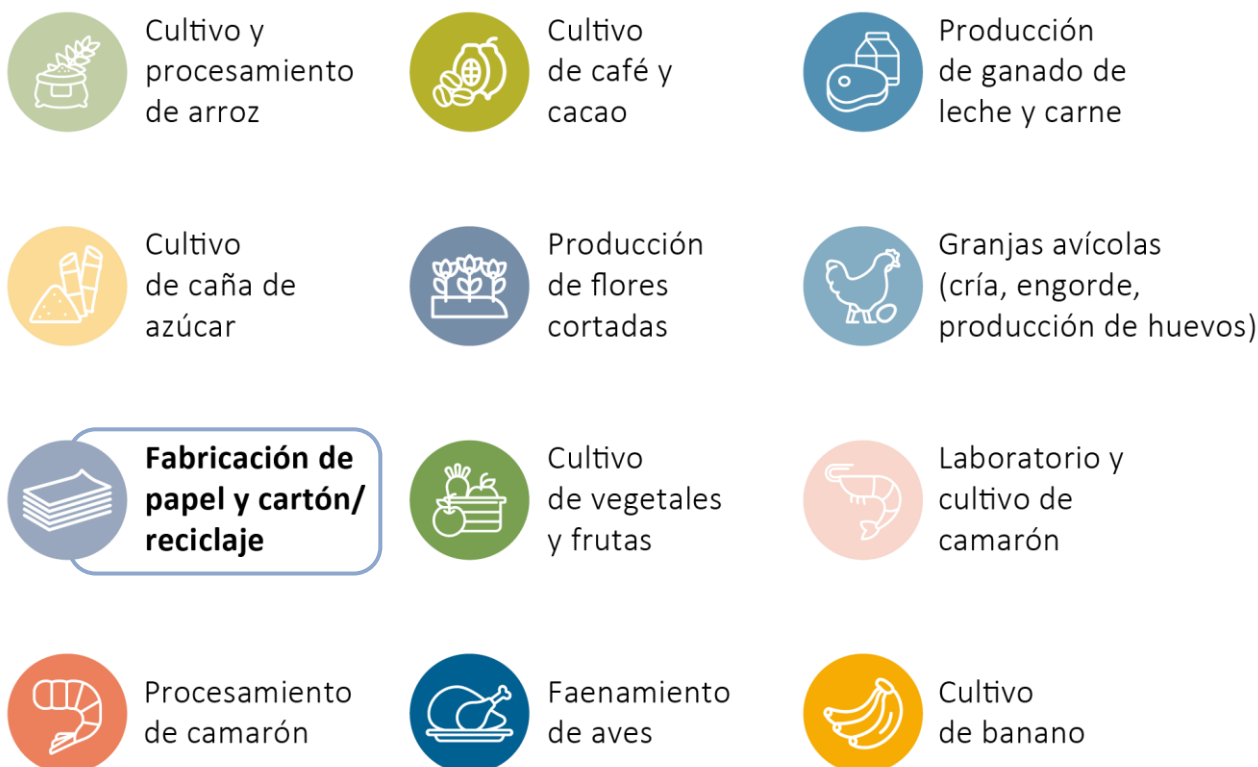 Cultivo y
procesamiento
de arroz
Cultivo
de café y
cacao
Producción
de ganado de
leche y carne
Cultivo
de caña de
azúcar
Producción
de flores
cortadas
Granjas avícolas
(cría, engorde,
producción de huevos)
Fabricación de
papel y cartón/
reciclaje
Cultivo
de vegetales
y frutas
Laboratorio y
cultivo de
camarón
Procesamiento
de camarón
Faenamiento
de aves
Cultivo
de banano